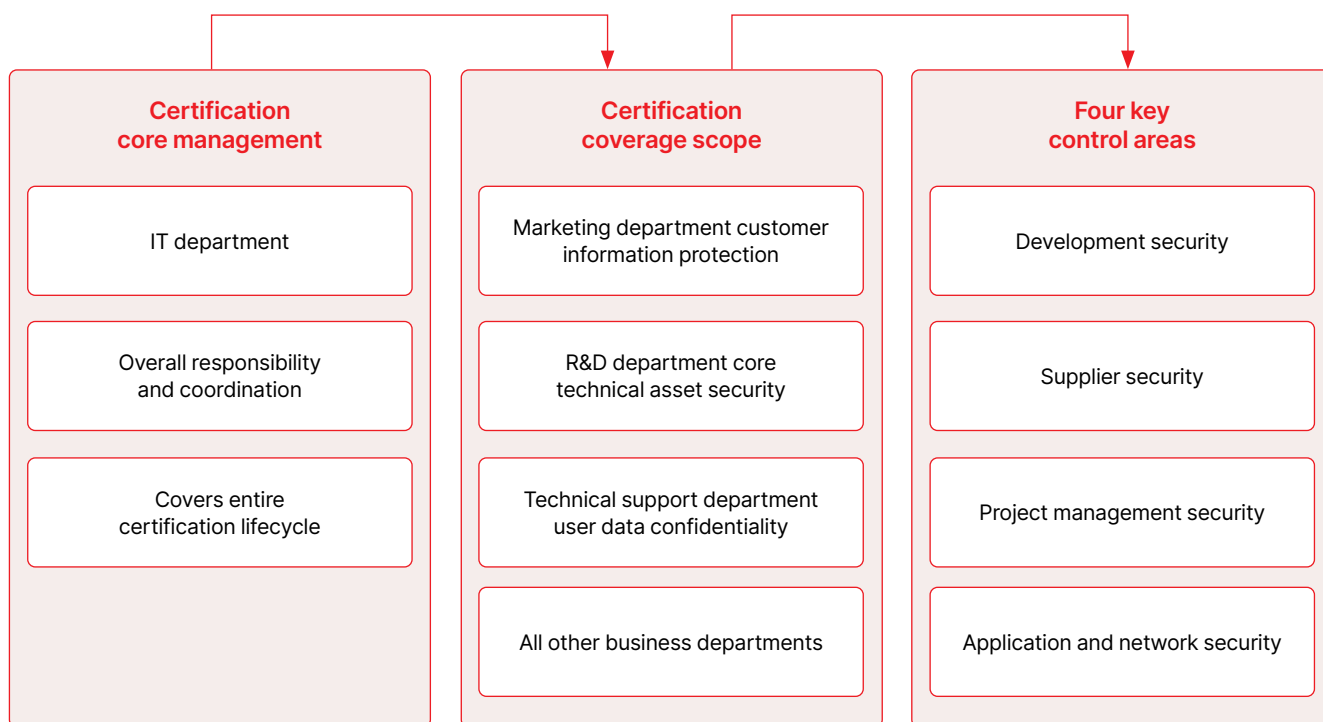 Certification
core management
IT department
Overall responsibility
and coordination
Covers entire
certification lifecycle
Certification
coverage scope
Marketing department customer
information protection
R&D department core
technical asset security
Technical support department
user data confidentiality
All other business departments
Four key
control areas
Development security
Supplier security
Project management security
Application and network security